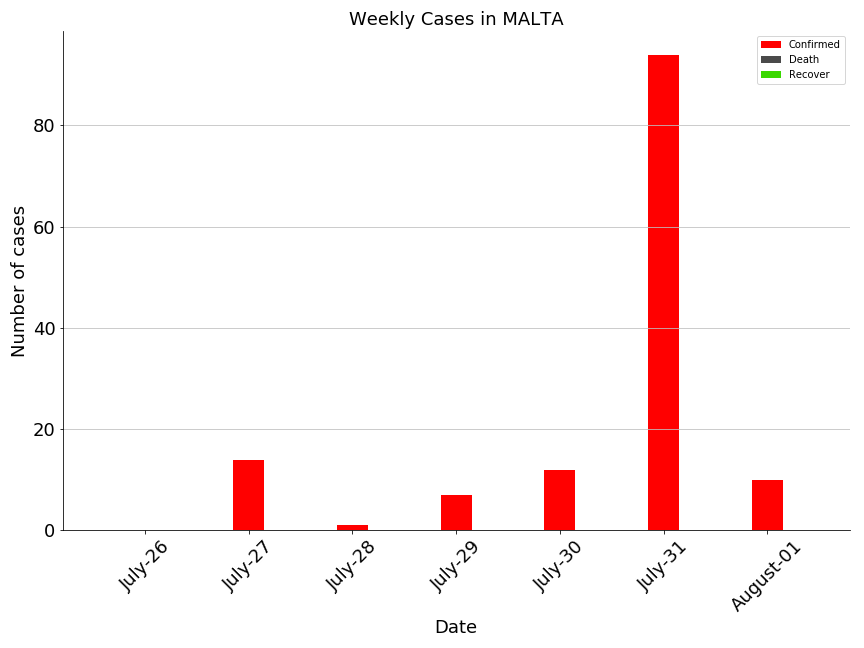 Weekly Cases in MALTA
Confirmed
Death
Recover
Number of cases
80
60
40
20
0
July-26
July-27
July-28
July-29
July-30
July-31
August-01
Date